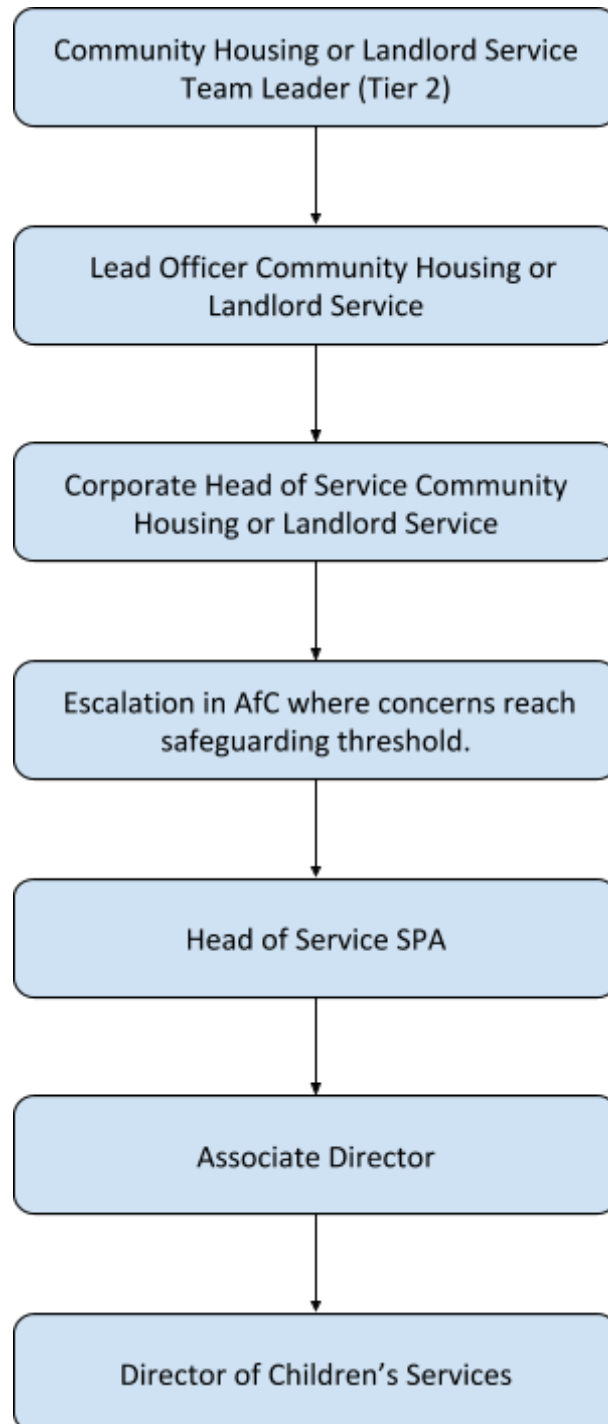 Community Housing or Landlord Service
Team Leader (Tier 2)
Lead Officer Community Housing or
Landlord Service
Corporate Head of Service Community
Housing or Landlord Service
Escalation in AfC where concerns reach
safeguarding threshold.
Head of Service SPA
Associate Director
Director of Children’s Services